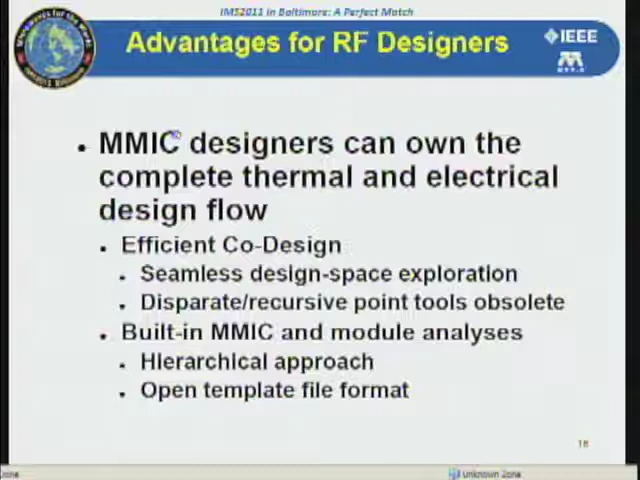 IMS2011 in Baltimore: A Perfect Match
Advantages for RF Designers
IEEE
MTT-S
• MMIC designers can own the
complete thermal and electrical
design flow
• Efficient Co-Design
• Seamless design-space exploration
• Disparate/recursive point tools obsolete
• Built-in MMIC and module analyses
• Hierarchical approach
• Open template file format
Unknown Zone